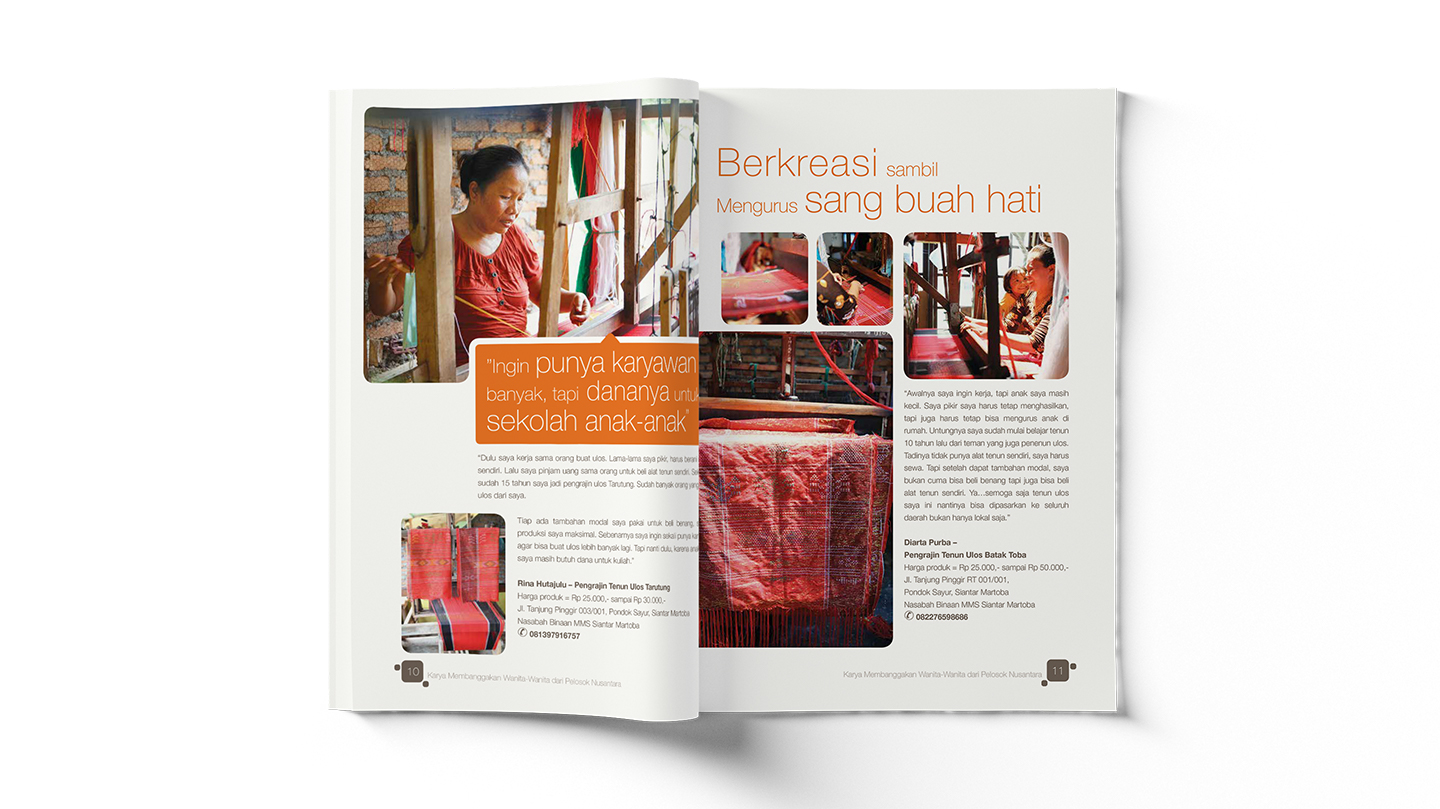 "Ingin punya karyawan
banyak, tapi dananya untuk
sekolah anak-anak"
"Dulu saya kerja sama orang buat ulos. Lama-lama saya pikir, harus berani
sendiri. Lalu saya pinjam uang sama orang untuk beli alat tenun sendiri.
sudah 15 tahun saya jadi pengrajin ulos Tarutung. Sudah banyak orang yang
ulos dari saya.
Tiap ada tambahan modal saya pakai untuk beli benang,
produksi saya maksimal. Sebenarnya saya ingin sekali punya
agar bisa buat ulos lebih banyak lagi. Tapi nanti dulu, karena
saya masih butuh dana untuk kuliah."
Rina Hutajulu – Pengrajin Tenun Ulos Tarutung
Harga produk = Rp 25.000,- sampai Rp 30.000,-
Jl. Tanjung Pinggir 003/001, Pondok Sayur, Siantar Martoba
Nasabah Binaan MMS Siantar Martoba
✆ 081397916757
10 Karya Membanggakan Wanita-Wanita dari Pelosok Nusantara
Berkreasi sambil
Mengurus sang buah hati
"Awalnya saya ingin kerja, tapi anak saya masih
kecil. Saya pikir saya harus tetap menghasilkan,
tapi juga harus tetap bisa mengurus anak di
rumah. Untungnya saya sudah mulai belajar tenun
10 tahun lalu dari teman yang juga penenun ulos.
Tadinya tidak punya alat tenun sendiri, saya harus
sewa. Tapi setelah dapat tambahan modal, saya
bukan cuma bisa beli benang tapi juga bisa beli
alat tenun sendiri. Ya...semoga saja tenun ulos
saya ini nantinya bisa dipasarkan ke seluruh
daerah bukan hanya lokal saja."
Diarta Purba –
Pengrajin Tenun Ulos Batak Toba
Harga produk = Rp 25.000,- sampai Rp 50.000,-
Jl. Tanjung Pinggir RT 001/001,
Pondok Sayur, Siantar Martoba
Nasabah Binaan MMS Siantar Martoba
✆ 082276598686
Karya Membanggakan Wanita-Wanita dari Pelosok Nusantara 11